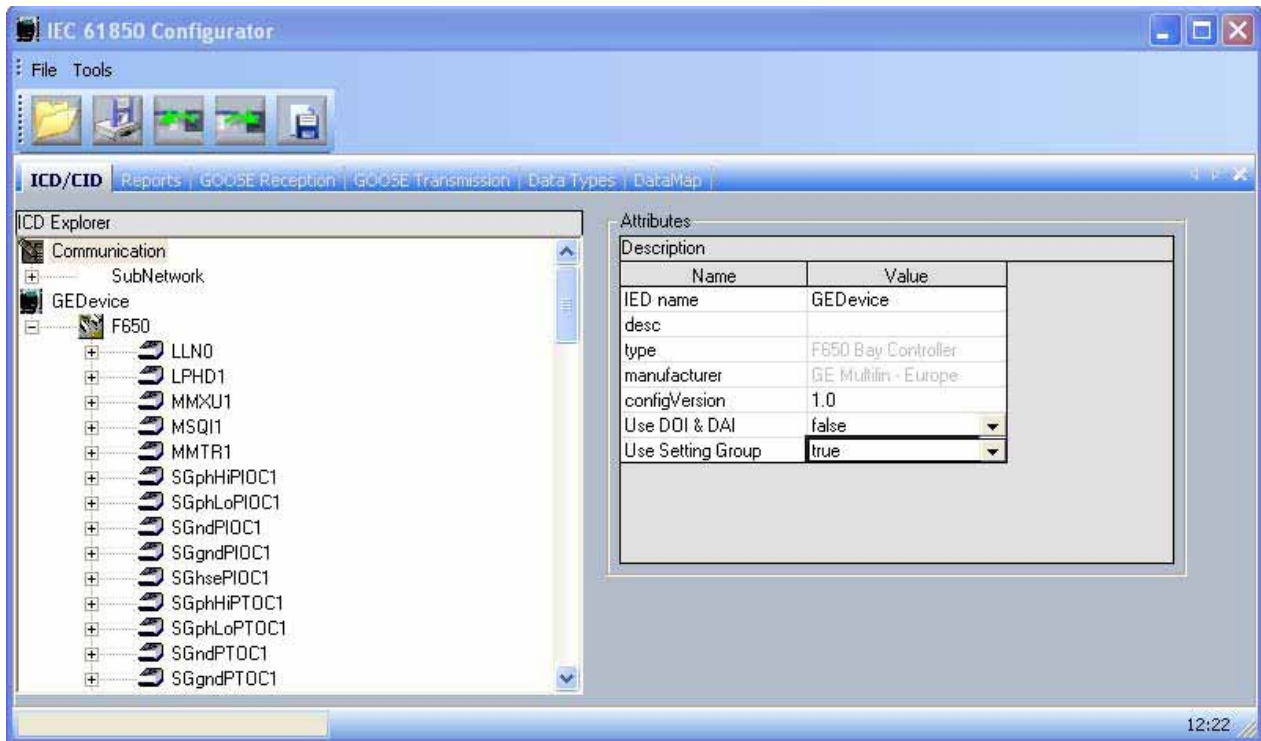 IEC 61850 Configurator
File Tools
ICD/CID Reports GOOSE Reception GOOSE Transmission Data Types DataMap
ICD Explorer
Communication
SubNetwork
GEDevice
F650
LLN0
LPHD1
MMXU1
MSQI1
MMTR1
SGphHiPIOC1
SGphLoPIOC1
SGndPIOC1
SGgndPIOC1
SGhsePIOC1
SGphHiPTOC1
SGphLoPTOC1
SGndPTOC1
SGgndPTOC1
Attributes
Description
Name Value
IED name GEDevice
desc
type F650 Bay Controller
manufacturer GE Multilin - Europe
configVersion 1.0
Use DOI & DAI false
Use Setting Group true
12:22